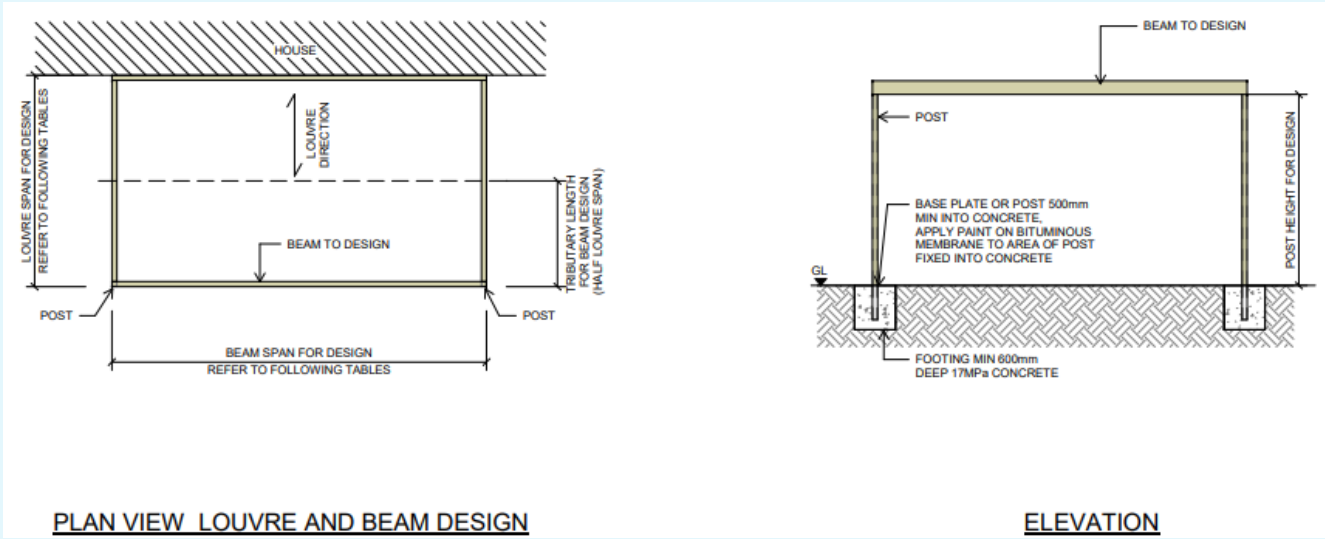 HOUSE
LOUVRE SPAN FOR DESIGN
REFER TO FOLLOWING TABLES
LOUVRE
DIRECTION
TRIBUTARY LENGTH
FOR BEAM DESIGN
(HALF LOUVRE SPAN)
BEAM TO DESIGN
POST
POST
BEAM SPAN FOR DESIGN
REFER TO FOLLOWING TABLES
PLAN VIEW LOUVRE AND BEAM DESIGN
BEAM TO DESIGN
POST
POST HEIGHT FOR DESIGN
BASE PLATE OR POST 500mm
MIN INTO CONCRETE,
APPLY PAINT ON BITUMINOUS
MEMBRANE TO AREA OF POST
FIXED INTO CONCRETE
GL
FOOTING MIN 600mm
DEEP 17MPa CONCRETE
ELEVATION